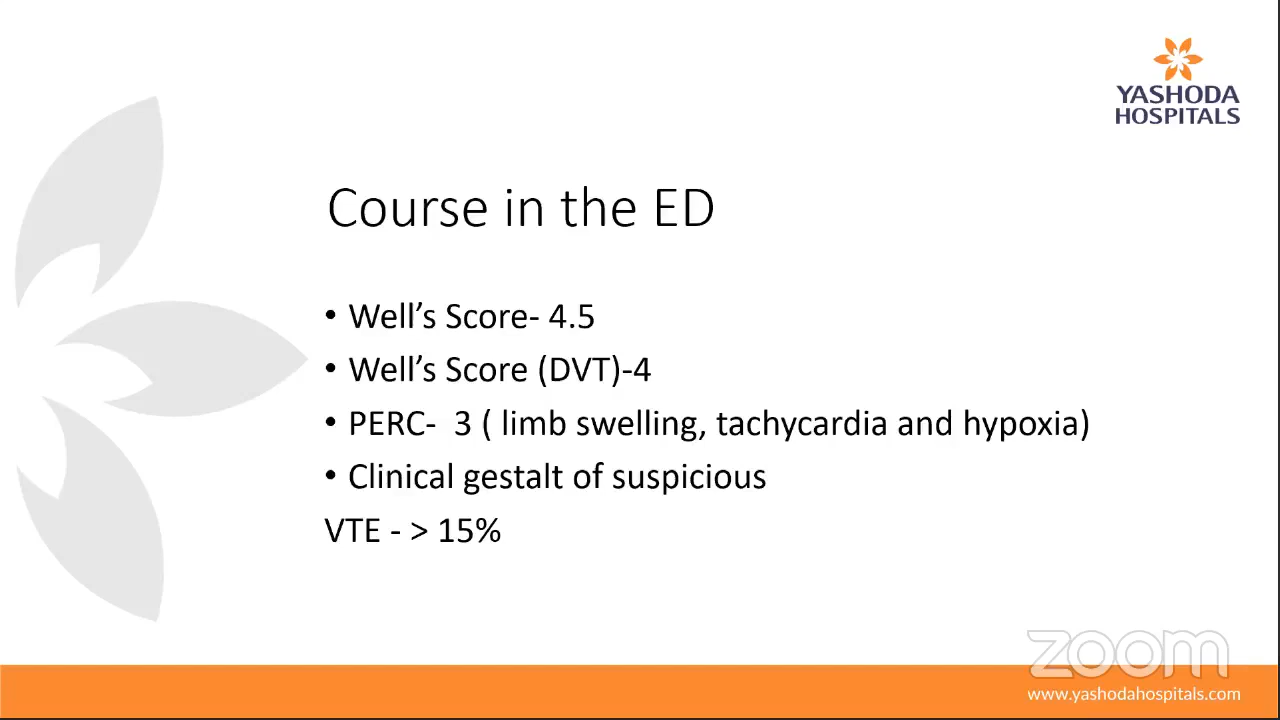 YASHODA
HOSPITALS
Course in the ED
• Well’s Score- 4.5
• Well’s Score (DVT)-4
• PERC-  3 ( limb swelling, tachycardia and hypoxia)
• Clinical gestalt of suspicious
VTE - > 15%
zoom
www.yashodahospitals.com